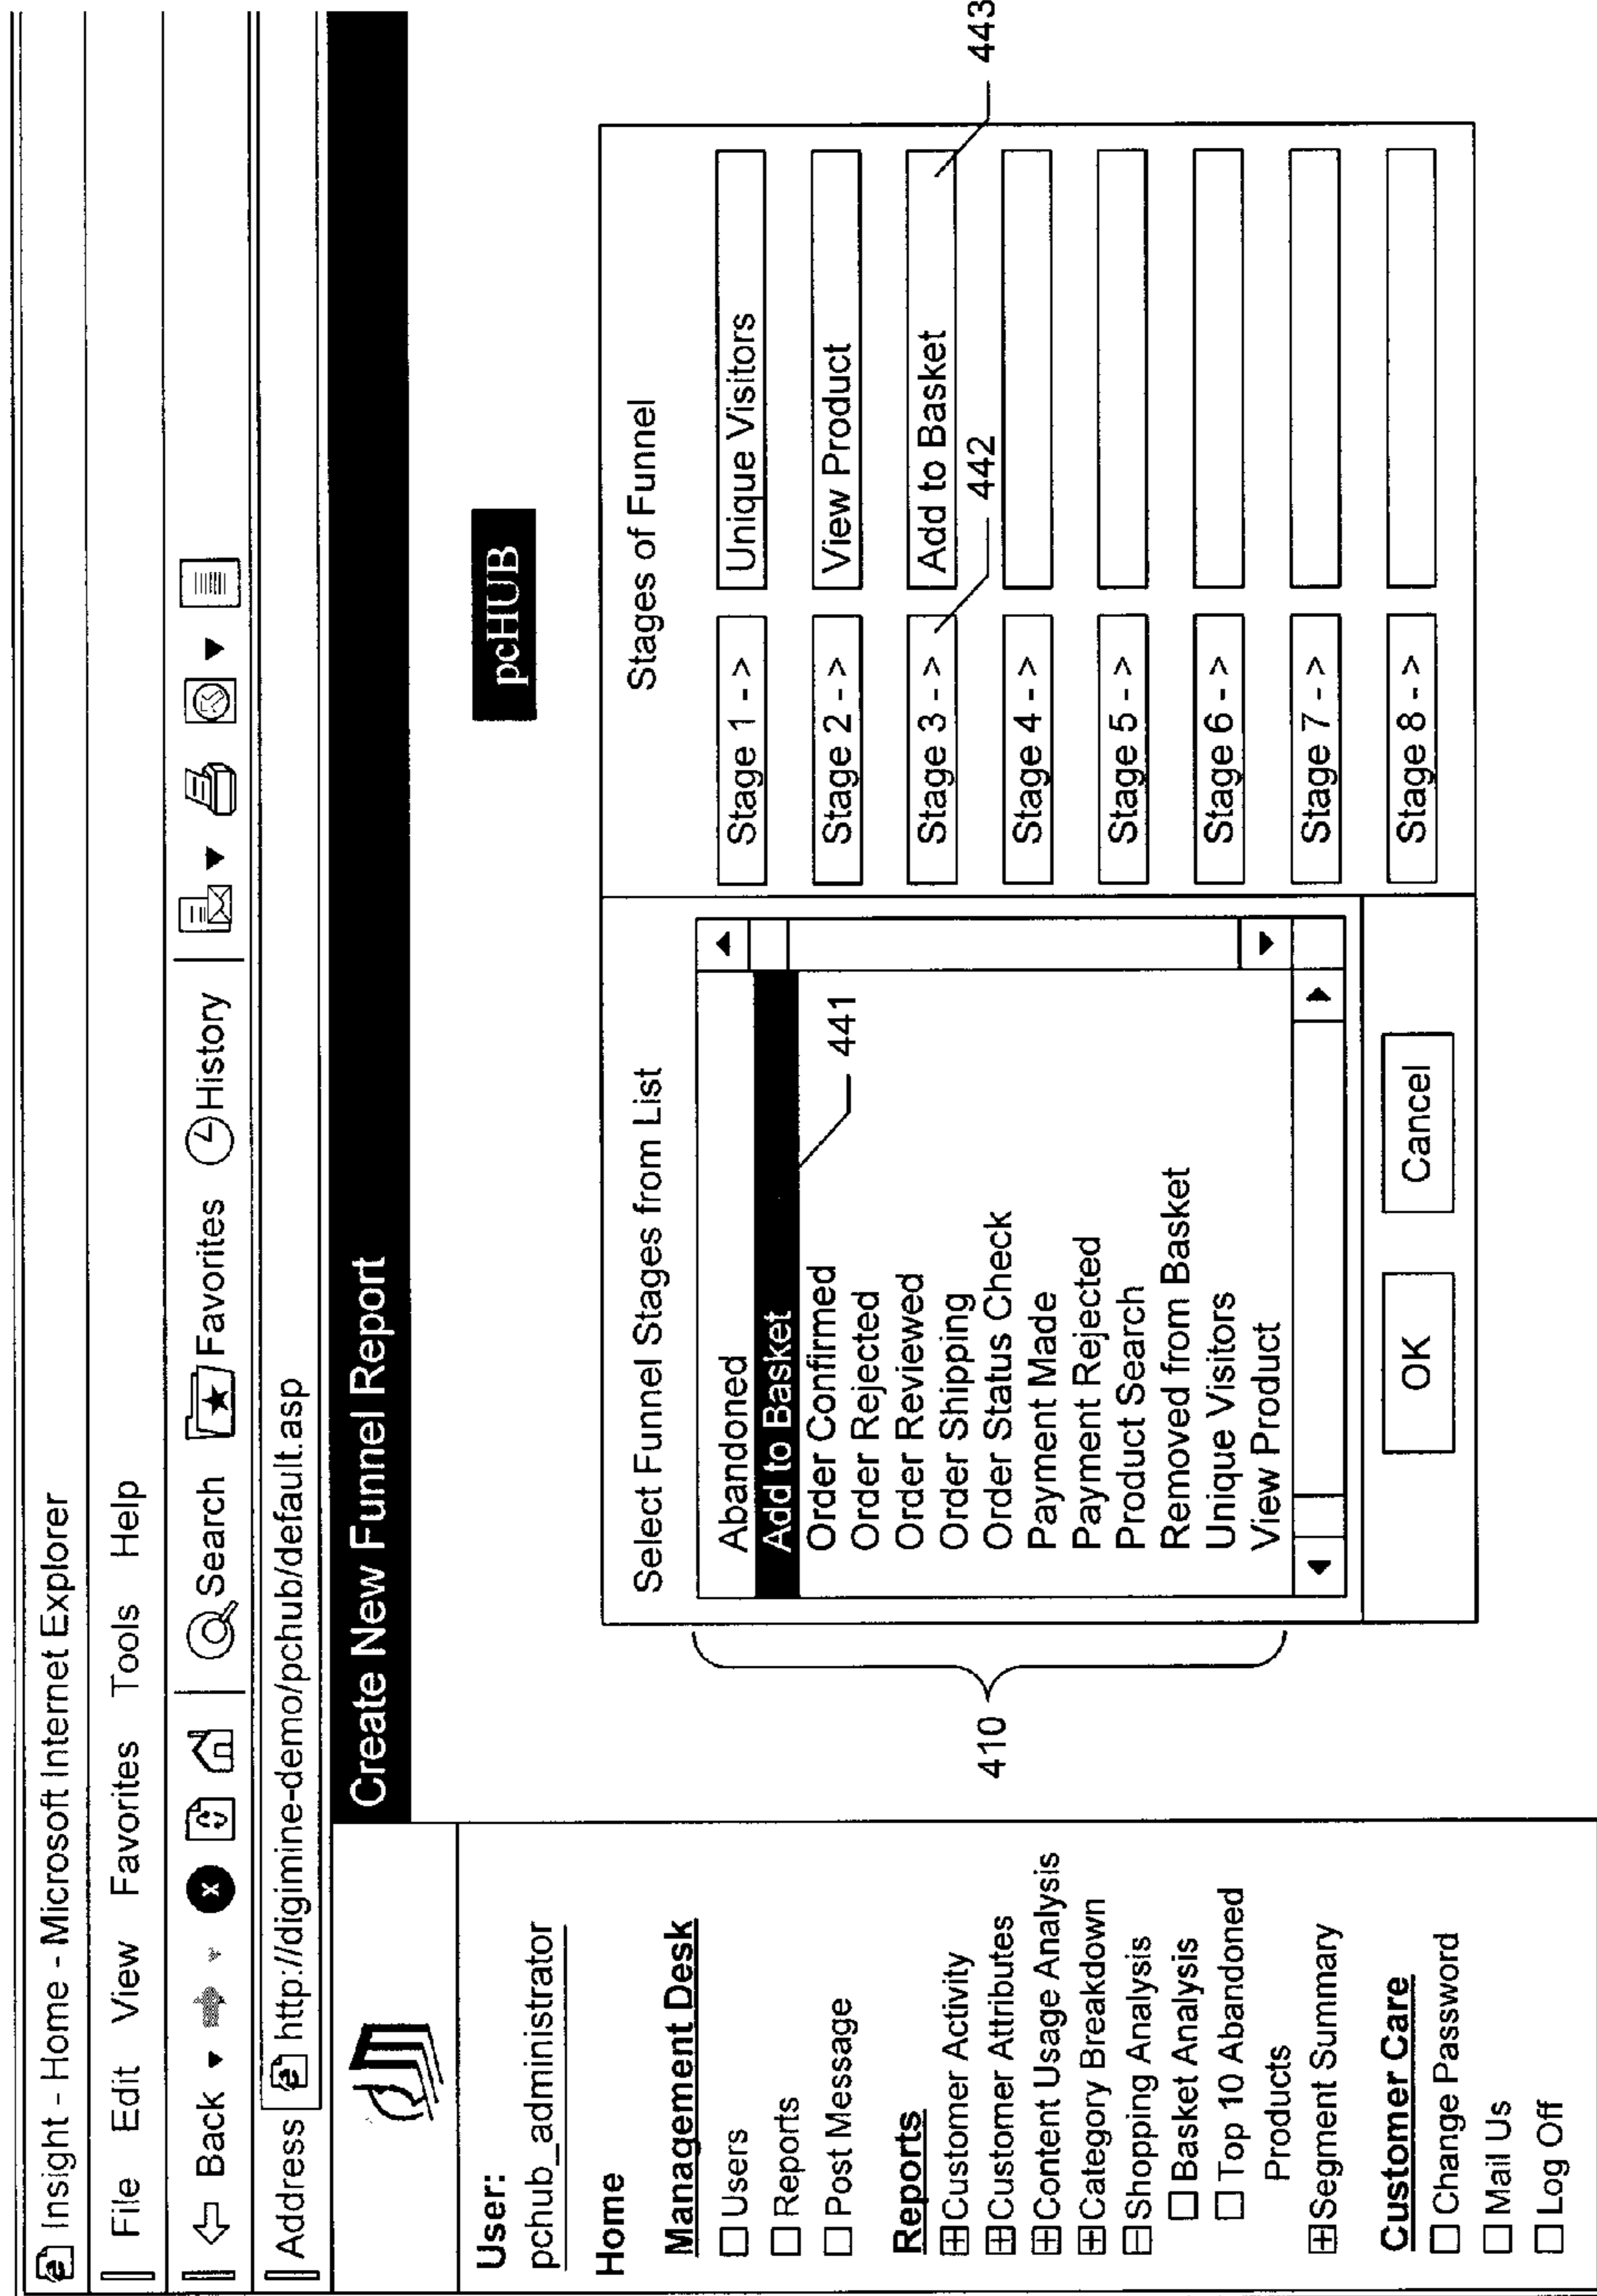 Insight - Home - Microsoft Internet Explorer
File Edit View Favorites Tools Help
Back Search Favorites History
Address http://digimine-demo/pchub/default.asp
Create New Funnel Report
User:
pchub_administrator
Home
Management Desk
Users
Reports
Post Message
Reports
Customer Activity
Customer Attributes
Content Usage Analysis
Category Breakdown
Shopping Analysis
Basket Analysis
Top 10 Abandoned
Products
Segment Summary
Customer Care
Change Password
Mail Us
Log Off
pcHUB
Select Funnel Stages from List
Abandoned
Add to Basket
Order Confirmed
Order Rejected
Order Reviewed
Order Shipping
Order Status Check
Payment Made
Payment Rejected
Product Search
Removed from Basket
Unique Visitors
View Product
410
441
OK Cancel
Stages of Funnel
Stage 1 - > Unique Visitors
Stage 2 - > View Product
Stage 3 - > Add to Basket
442
443
Stage 4 - >
Stage 5 - >
Stage 6 - >
Stage 7 - >
Stage 8 - >